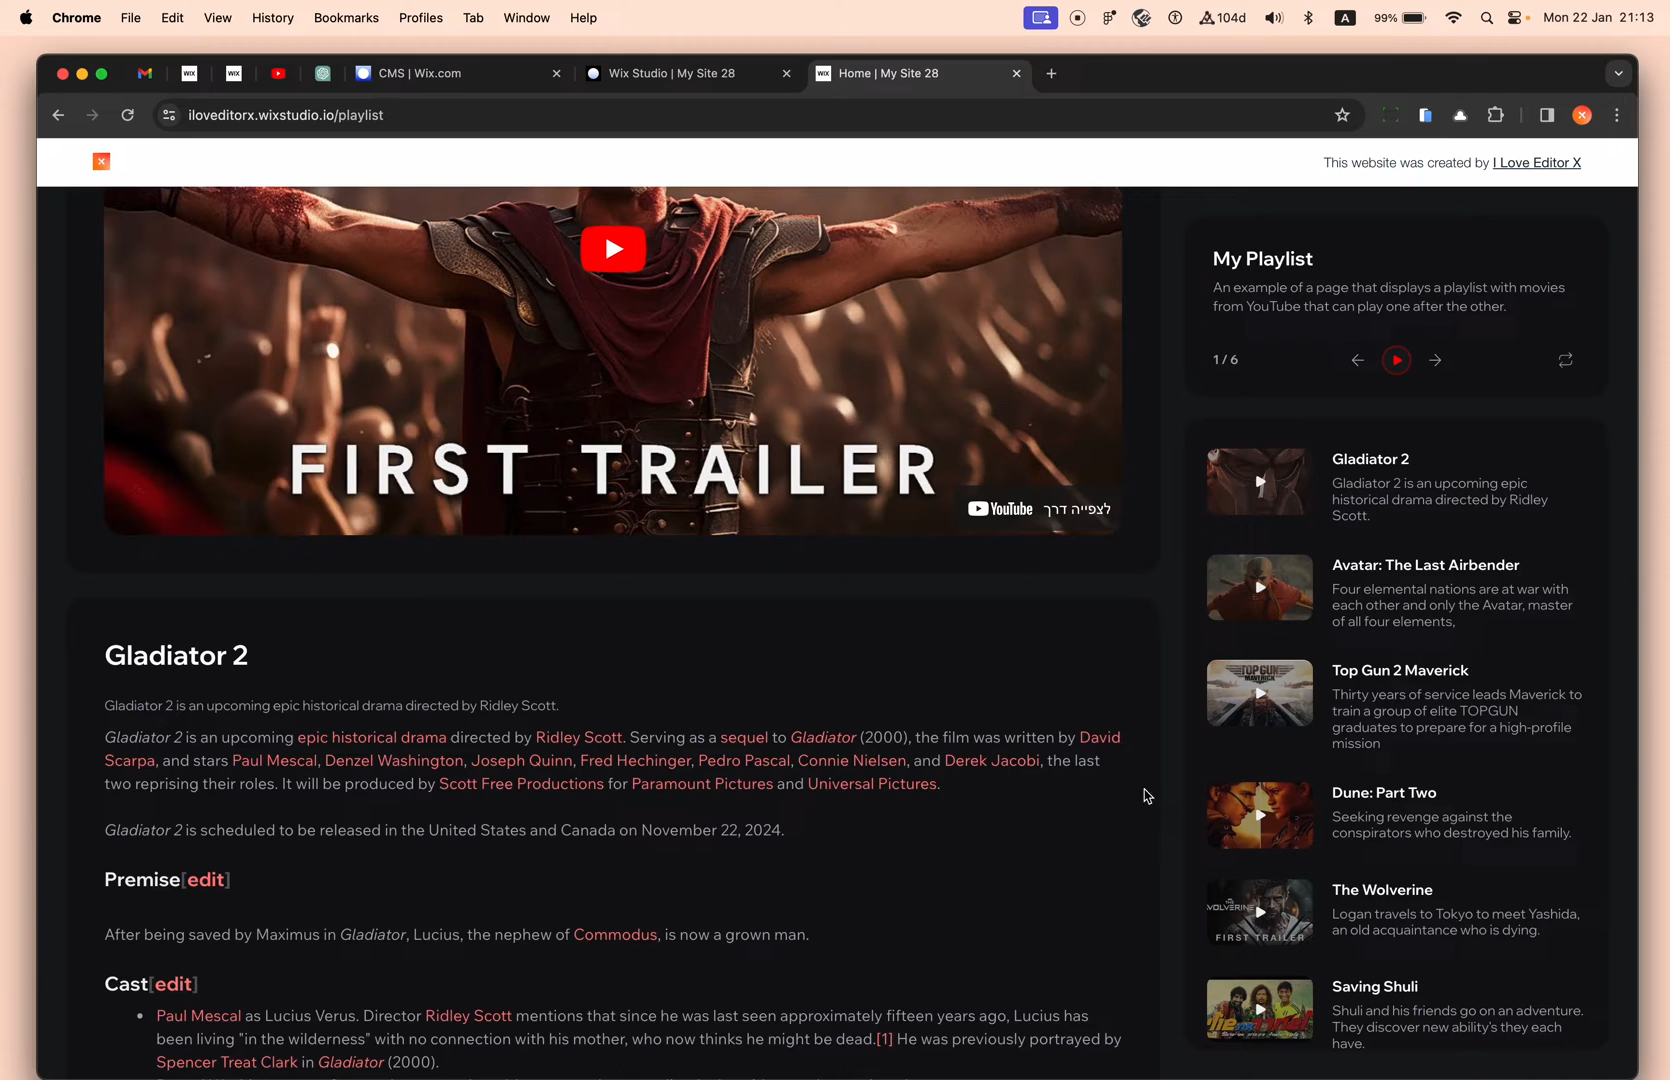 Chrome File Edit View History Bookmarks Profiles Tab Window Help
104d A 99% Mon 22 Jan 21:13
WIX WIX CMS | Wix.com Wix Studio | My Site 28 WIX Home | My Site 28
iloveditorx.wixstudio.io/playlist
This website was created by I Love Editor X
FIRST TRAILER
YouTube לצפייה דרך
Gladiator 2
Gladiator 2 is an upcoming epic historical drama directed by Ridley Scott.
Gladiator 2 is an upcoming epic historical drama directed by Ridley Scott. Serving as a sequel to Gladiator (2000), the film was written by David
Scarpa, and stars Paul Mescal, Denzel Washington, Joseph Quinn, Fred Hechinger, Pedro Pascal, Connie Nielsen, and Derek Jacobi, the last
two reprising their roles. It will be produced by Scott Free Productions for Paramount Pictures and Universal Pictures.
Gladiator 2 is scheduled to be released in the United States and Canada on November 22, 2024.
Premise[edit]
After being saved by Maximus in Gladiator, Lucius, the nephew of Commodus, is now a grown man.
Cast[edit]
Paul Mescal as Lucius Verus. Director Ridley Scott mentions that since he was last seen approximately fifteen years ago, Lucius has
been living "in the wilderness" with no connection with his mother, who now thinks he might be dead.[1] He was previously portrayed by
Spencer Treat Clark in Gladiator (2000).
My Playlist
An example of a page that displays a playlist with movies
from YouTube that can play one after the other.
1 / 6
Gladiator 2
Gladiator 2 is an upcoming epic
historical drama directed by Ridley
Scott.
Avatar: The Last Airbender
Four elemental nations are at war with
each other and only the Avatar, master
of all four elements,
TOP GUN
MAVERICK
Top Gun 2 Maverick
Thirty years of service leads Maverick to
train a group of elite TOPGUN
graduates to prepare for a high-profile
mission
Dune: Part Two
Seeking revenge against the
conspirators who destroyed his family.
WOLVERINE
FIRST TRAILER
The Wolverine
Logan travels to Tokyo to meet Yashida,
an old acquaintance who is dying.
Saving Shuli
Shuli and his friends go on an adventure.
They discover new ability's they each
have.